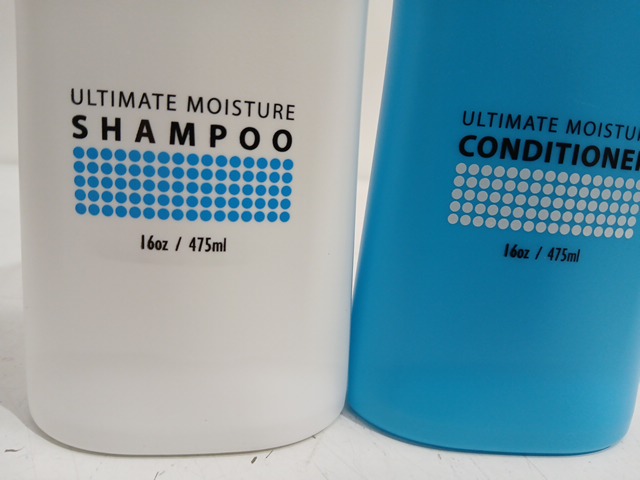 ULTIMATE MOISTURE
SHAMPOO
16oz / 475ml
ULTIMATE MOISTU
CONDITIONE
16oz / 475ml